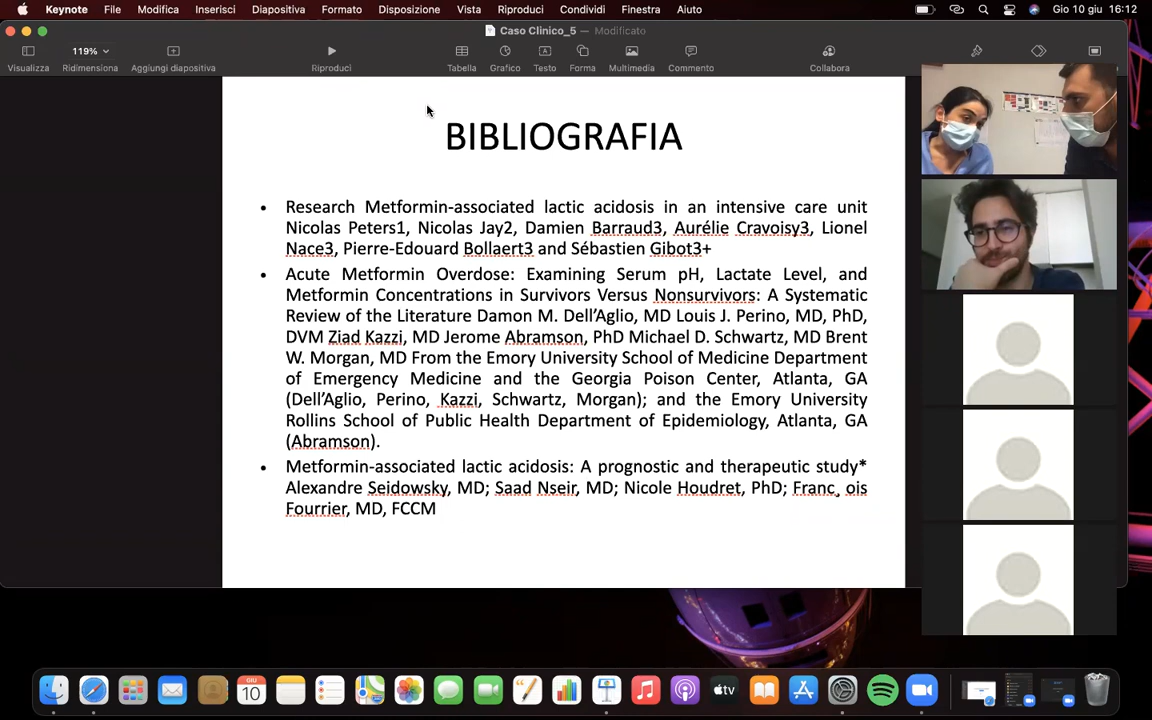 Keynote File Modifica Inserisci Diapositiva Formato Disposizione Vista Riproduci Condividi Finestra Aiuto Gio 10 giu 16:12
Caso Clinico_5 — Modificato
119%
Visualizza Ridimensiona Aggiungi diapositiva Riproduci Tabella Grafico Testo Forma Multimedia Commento Collabora
BIBLIOGRAFIA
• Research Metformin-associated lactic acidosis in an intensive care unit
Nicolas Peters1, Nicolas Jay2, Damien Barraud3, Aurélie Cravoisy3, Lionel
Nace3, Pierre-Edouard Bollaert3 and Sébastien Gibot3+
• Acute Metformin Overdose: Examining Serum pH, Lactate Level, and
Metformin Concentrations in Survivors Versus Nonsurvivors: A Systematic
Review of the Literature Damon M. Dell’Aglio, MD Louis J. Perino, MD, PhD,
DVM Ziad Kazzi, MD Jerome Abramson, PhD Michael D. Schwartz, MD Brent
W. Morgan, MD From the Emory University School of Medicine Department
of Emergency Medicine and the Georgia Poison Center, Atlanta, GA
(Dell’Aglio, Perino, Kazzi, Schwartz, Morgan); and the Emory University
Rollins School of Public Health Department of Epidemiology, Atlanta, GA
(Abramson).
• Metformin-associated lactic acidosis: A prognostic and therapeutic study*
Alexandre Seidowsky, MD; Saad Nseir, MD; Nicole Houdret, PhD; Franc¸ ois
Fourrier, MD, FCCM
GIU
10
tv